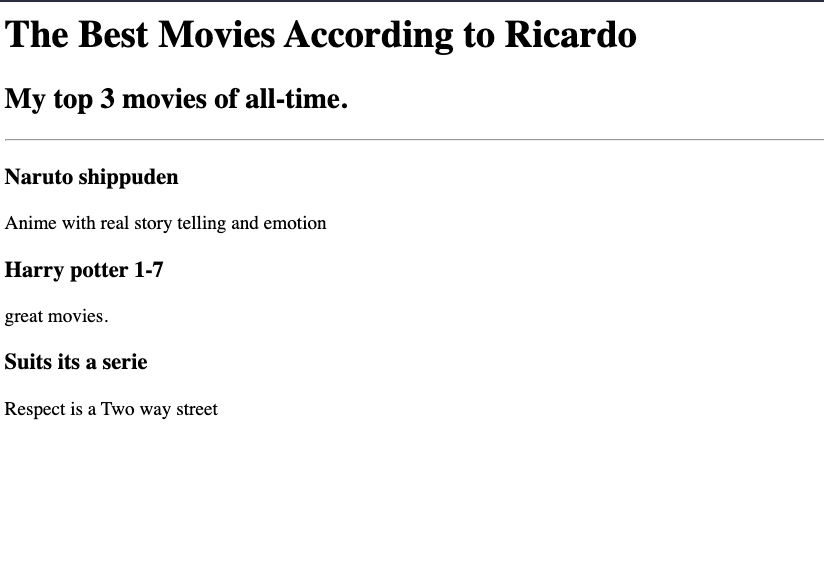 The Best Movies According to Ricardo
My top 3 movies of all-time.
Naruto shippuden
Anime with real story telling and emotion
Harry potter 1-7
great movies.
Suits its a serie
Respect is a Two way street